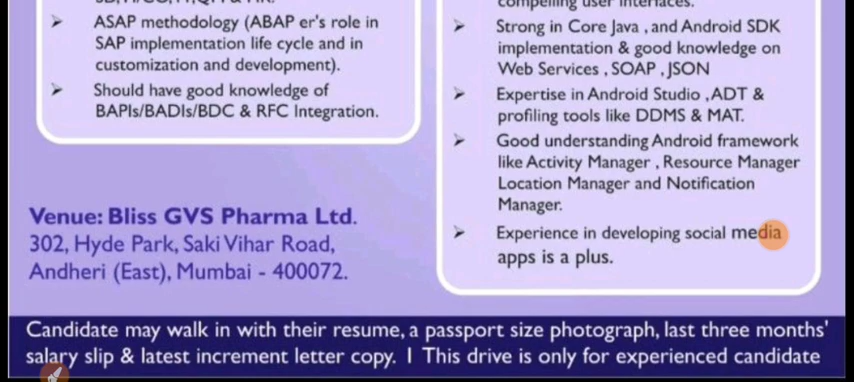 ASAP methodology (ABAP er's role in
SAP implementation life cycle and in
customization and development).
Should have good knowledge of
BAPIs/BADIs/BDC & RFC Integration.
Venue: Bliss GVS Pharma Ltd.
302, Hyde Park, Saki Vihar Road,
Andheri (East), Mumbai - 400072.
compelling user interfaces.
Strong in Core Java , and Android SDK
implementation & good knowledge on
Web Services , SOAP , JSON
Expertise in Android Studio , ADT &
profiling tools like DDMS & MAT.
Good understanding Android framework
like Activity Manager , Resource Manager
Location Manager and Notification
Manager.
Experience in developing social media
apps is a plus.
Candidate may walk in with their resume, a passport size photograph, last three months'
salary slip & latest increment letter copy. I This drive is only for experienced candidate